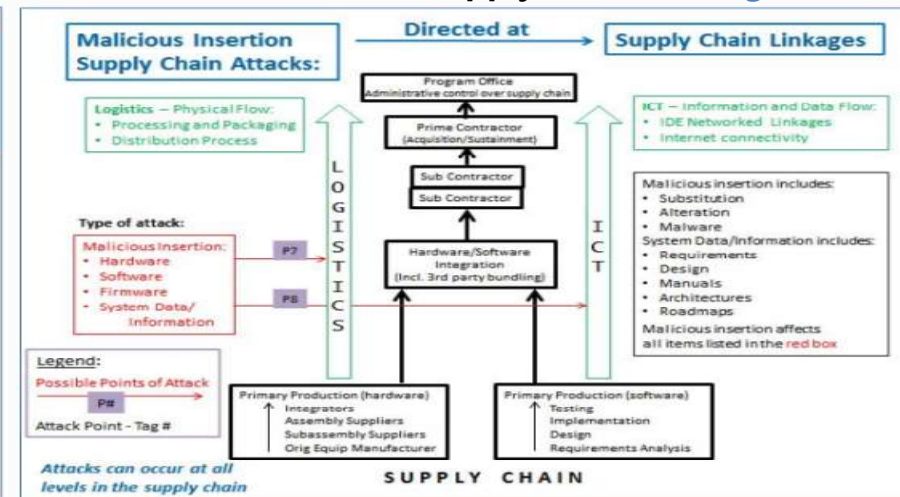 Malicious Insertion
Supply Chain Attacks:
Directed at
Supply Chain Linkages
Program Office
Administrative control over supply chain
Logistics – Physical Flow:
• Processing and Packaging
• Distribution Process
Prime Contractor
(Acquisition/Sustainment)
ICT – Information and Data Flow:
• IDE Networked Linkages
• Internet connectivity
Sub Contractor
Sub Contractor
LOGISTICS
ICT
Malicious insertion includes:
• Substitution
• Alteration
• Malware
System Data/Information includes:
• Requirements
• Design
• Manuals
• Architectures
• Roadmaps
Malicious insertion affects
all items listed in the red box
Type of attack:
Malicious Insertion:
• Hardware
• Software
• Firmware
• System Data/
Information
P7
P8
Hardware/Software
Integration
(Incl. 3rd party bundling)
Legend:
Possible Points of Attack
P#
Attack Point - Tag #
Primary Production (hardware)
Integrators
Assembly Suppliers
Subassembly Suppliers
Orig Equip Manufacturer
Primary Production (software)
Testing
Implementation
Design
Requirements Analysis
Attacks can occur at all
levels in the supply chain
SUPPLY CHAIN